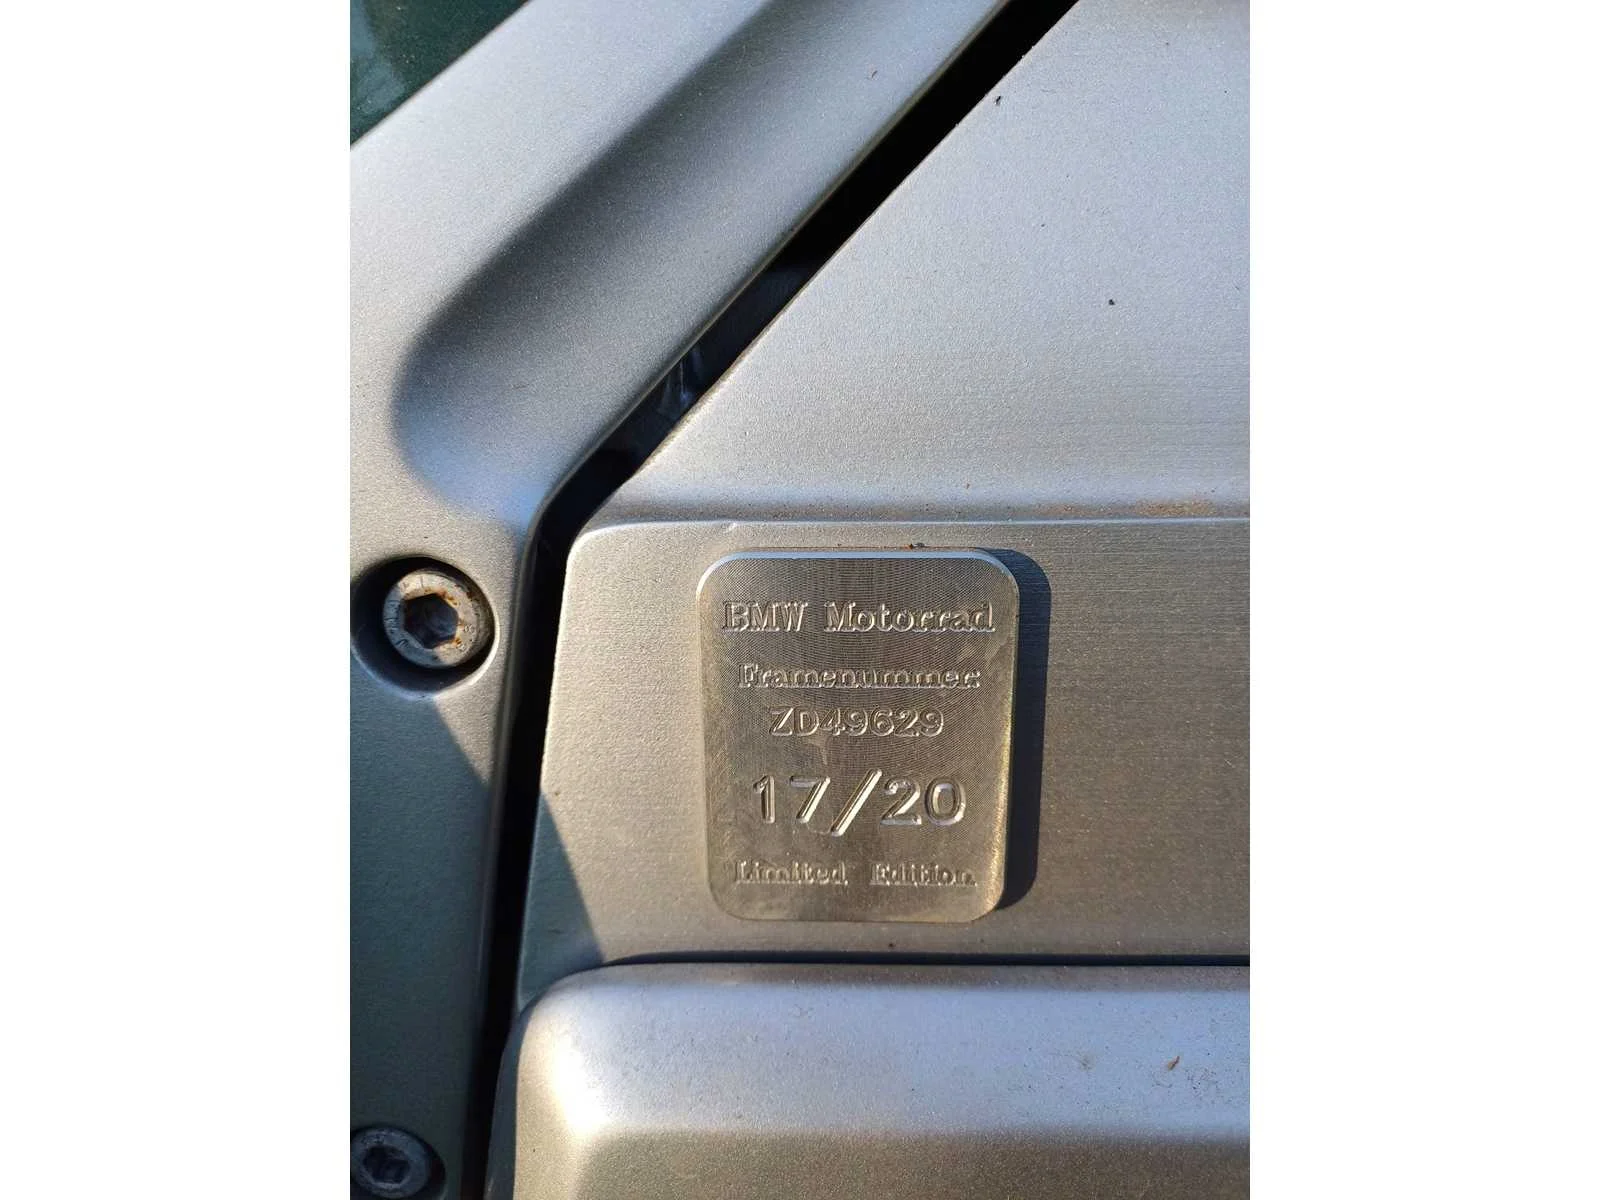 BMW Motorrad
Framenummer:
ZD49629
17/20
Limited Edition